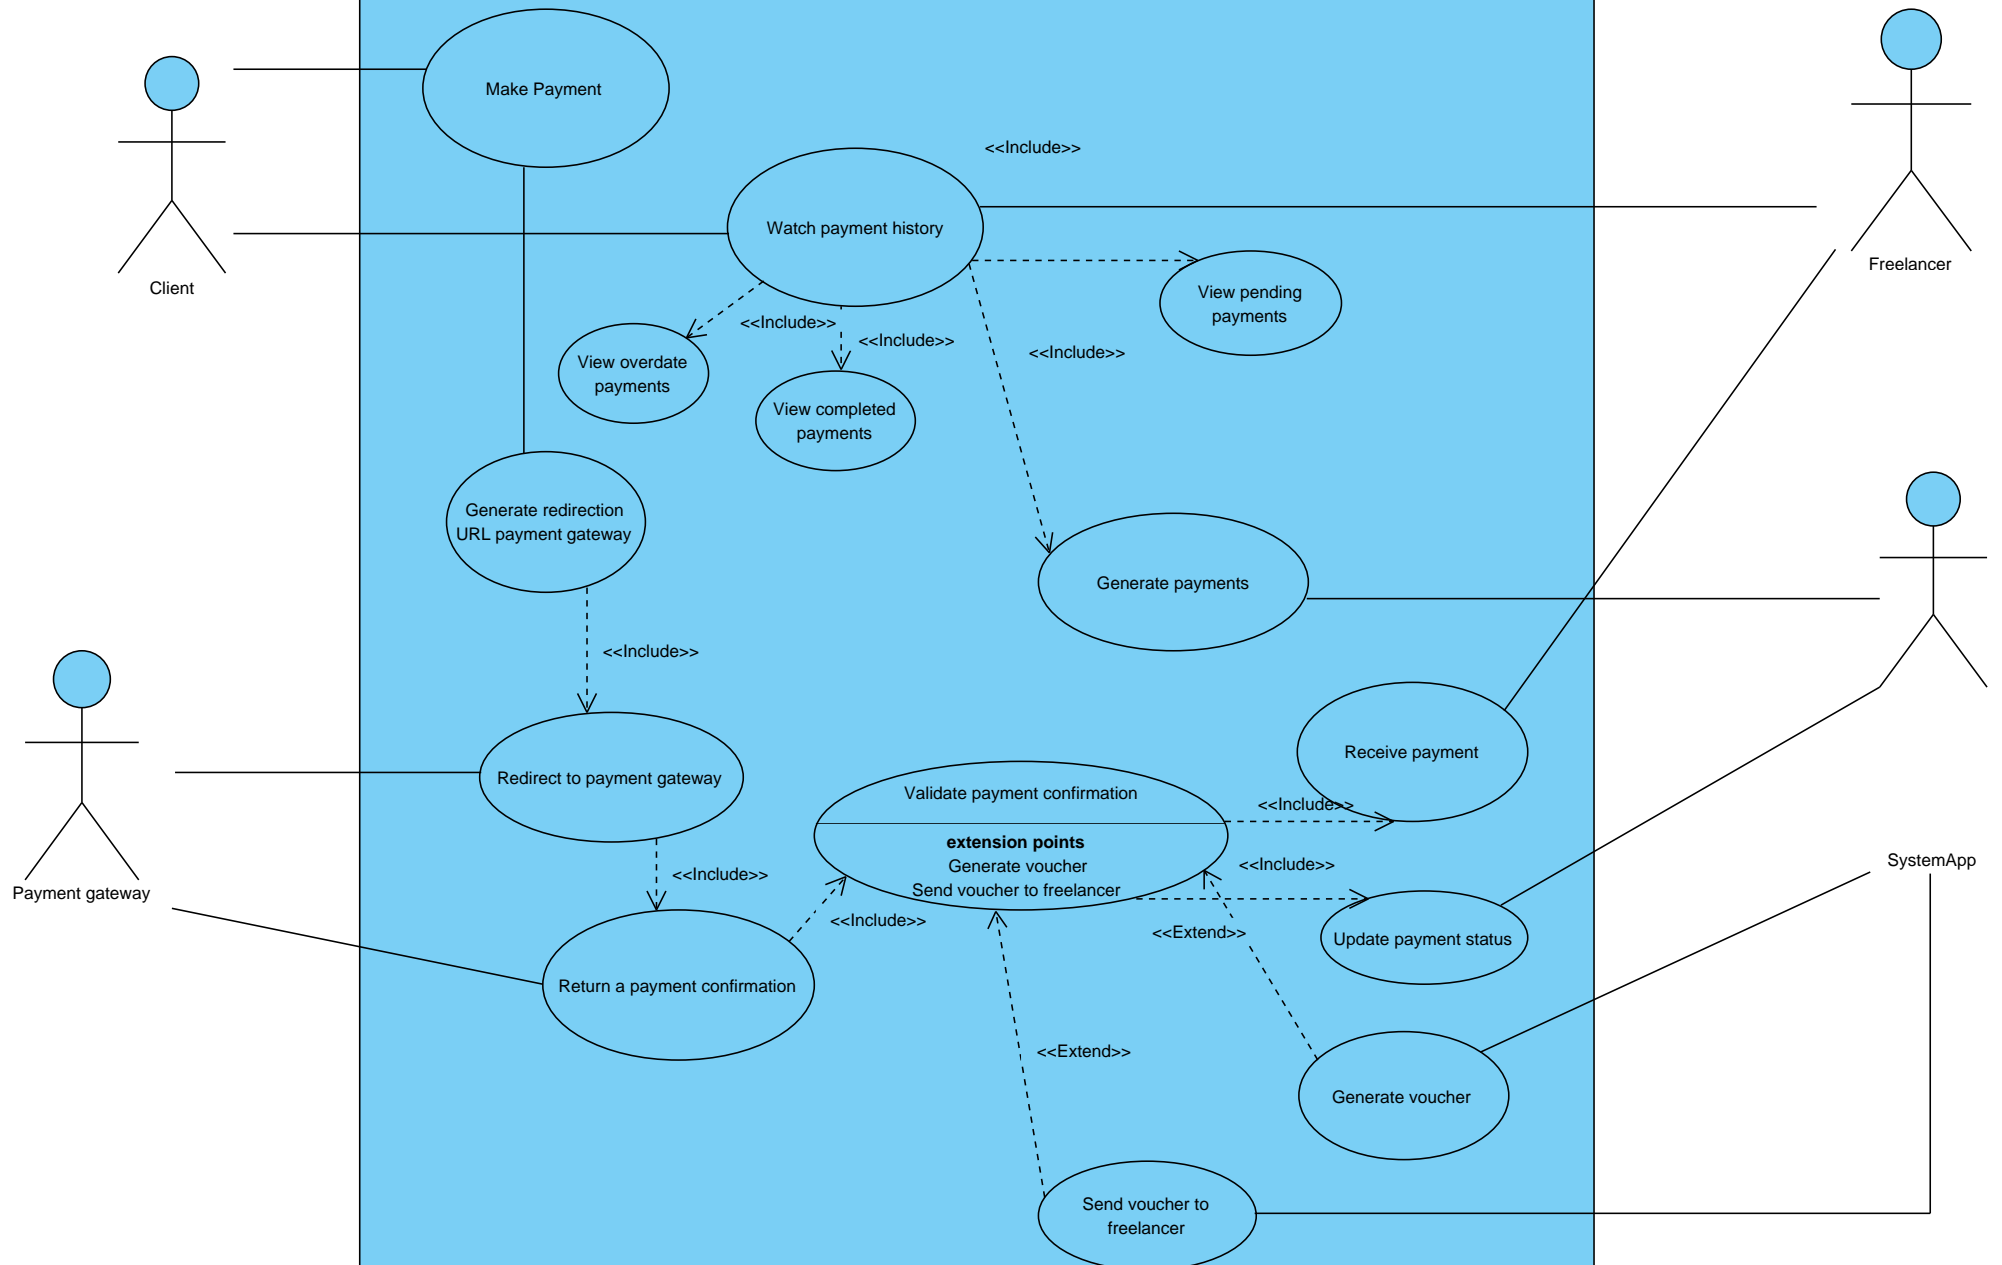 Make Payment
<<Include>>
Watch payment history
Client
Freelancer
View pending
payments
<<Include>>
<<Include>>
<<Include>>
View overdate
payments
View completed
payments
Generate redirection
URL payment gateway
Generate payments
<<Include>>
Redirect to payment gateway
Receive payment
Validate payment confirmation
<<Include>>
extension points
Generate voucher
Send voucher to freelancer
<<Include>>
SystemApp
Payment gateway
<<Include>>
<<Include>>
<<Extend>>
Update payment status
Return a payment confirmation
<<Extend>>
Generate voucher
Send voucher to
freelancer